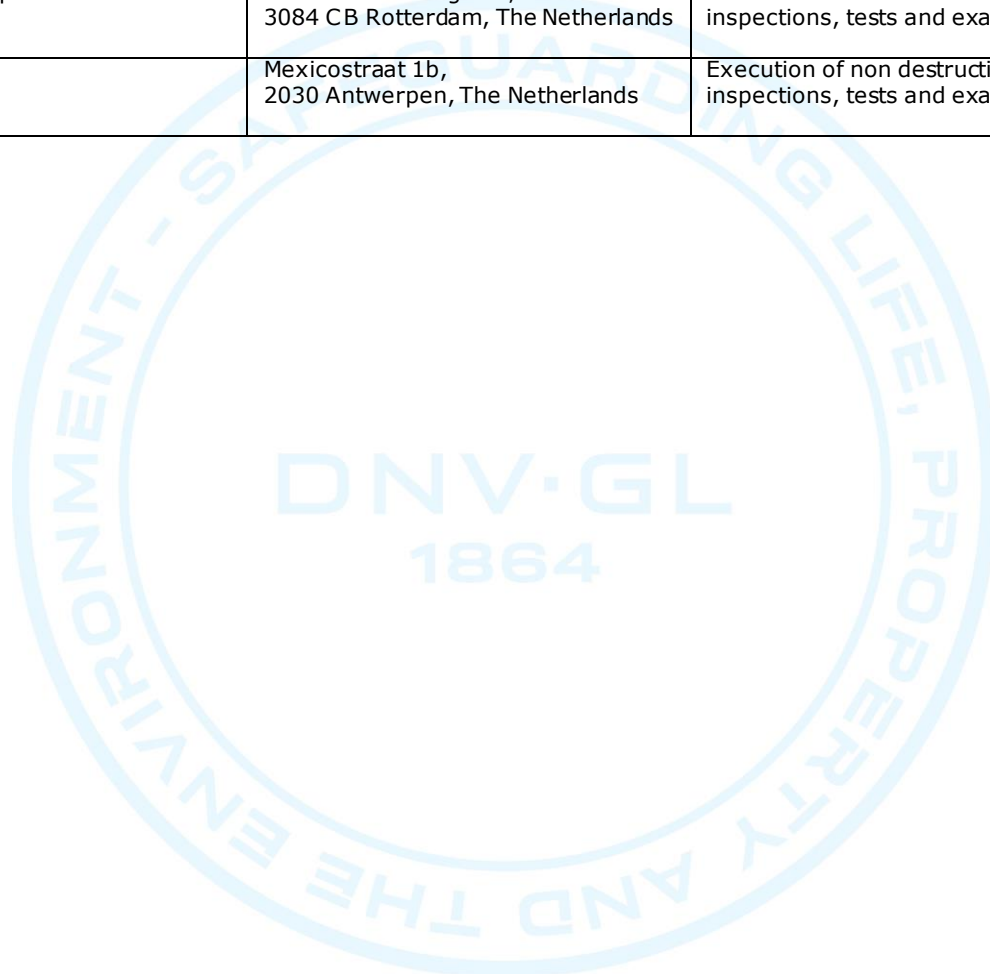 3084 CB Rotterdam, The Netherlands
inspections, tests and exa
Mexicostraat 1b,
2030 Antwerpen, The Netherlands
Execution of non destructi
inspections, tests and exa
SAFEGUARDING LIFE, PROPERTY AND THE ENVIRONMENT -
DNV·GL
1864